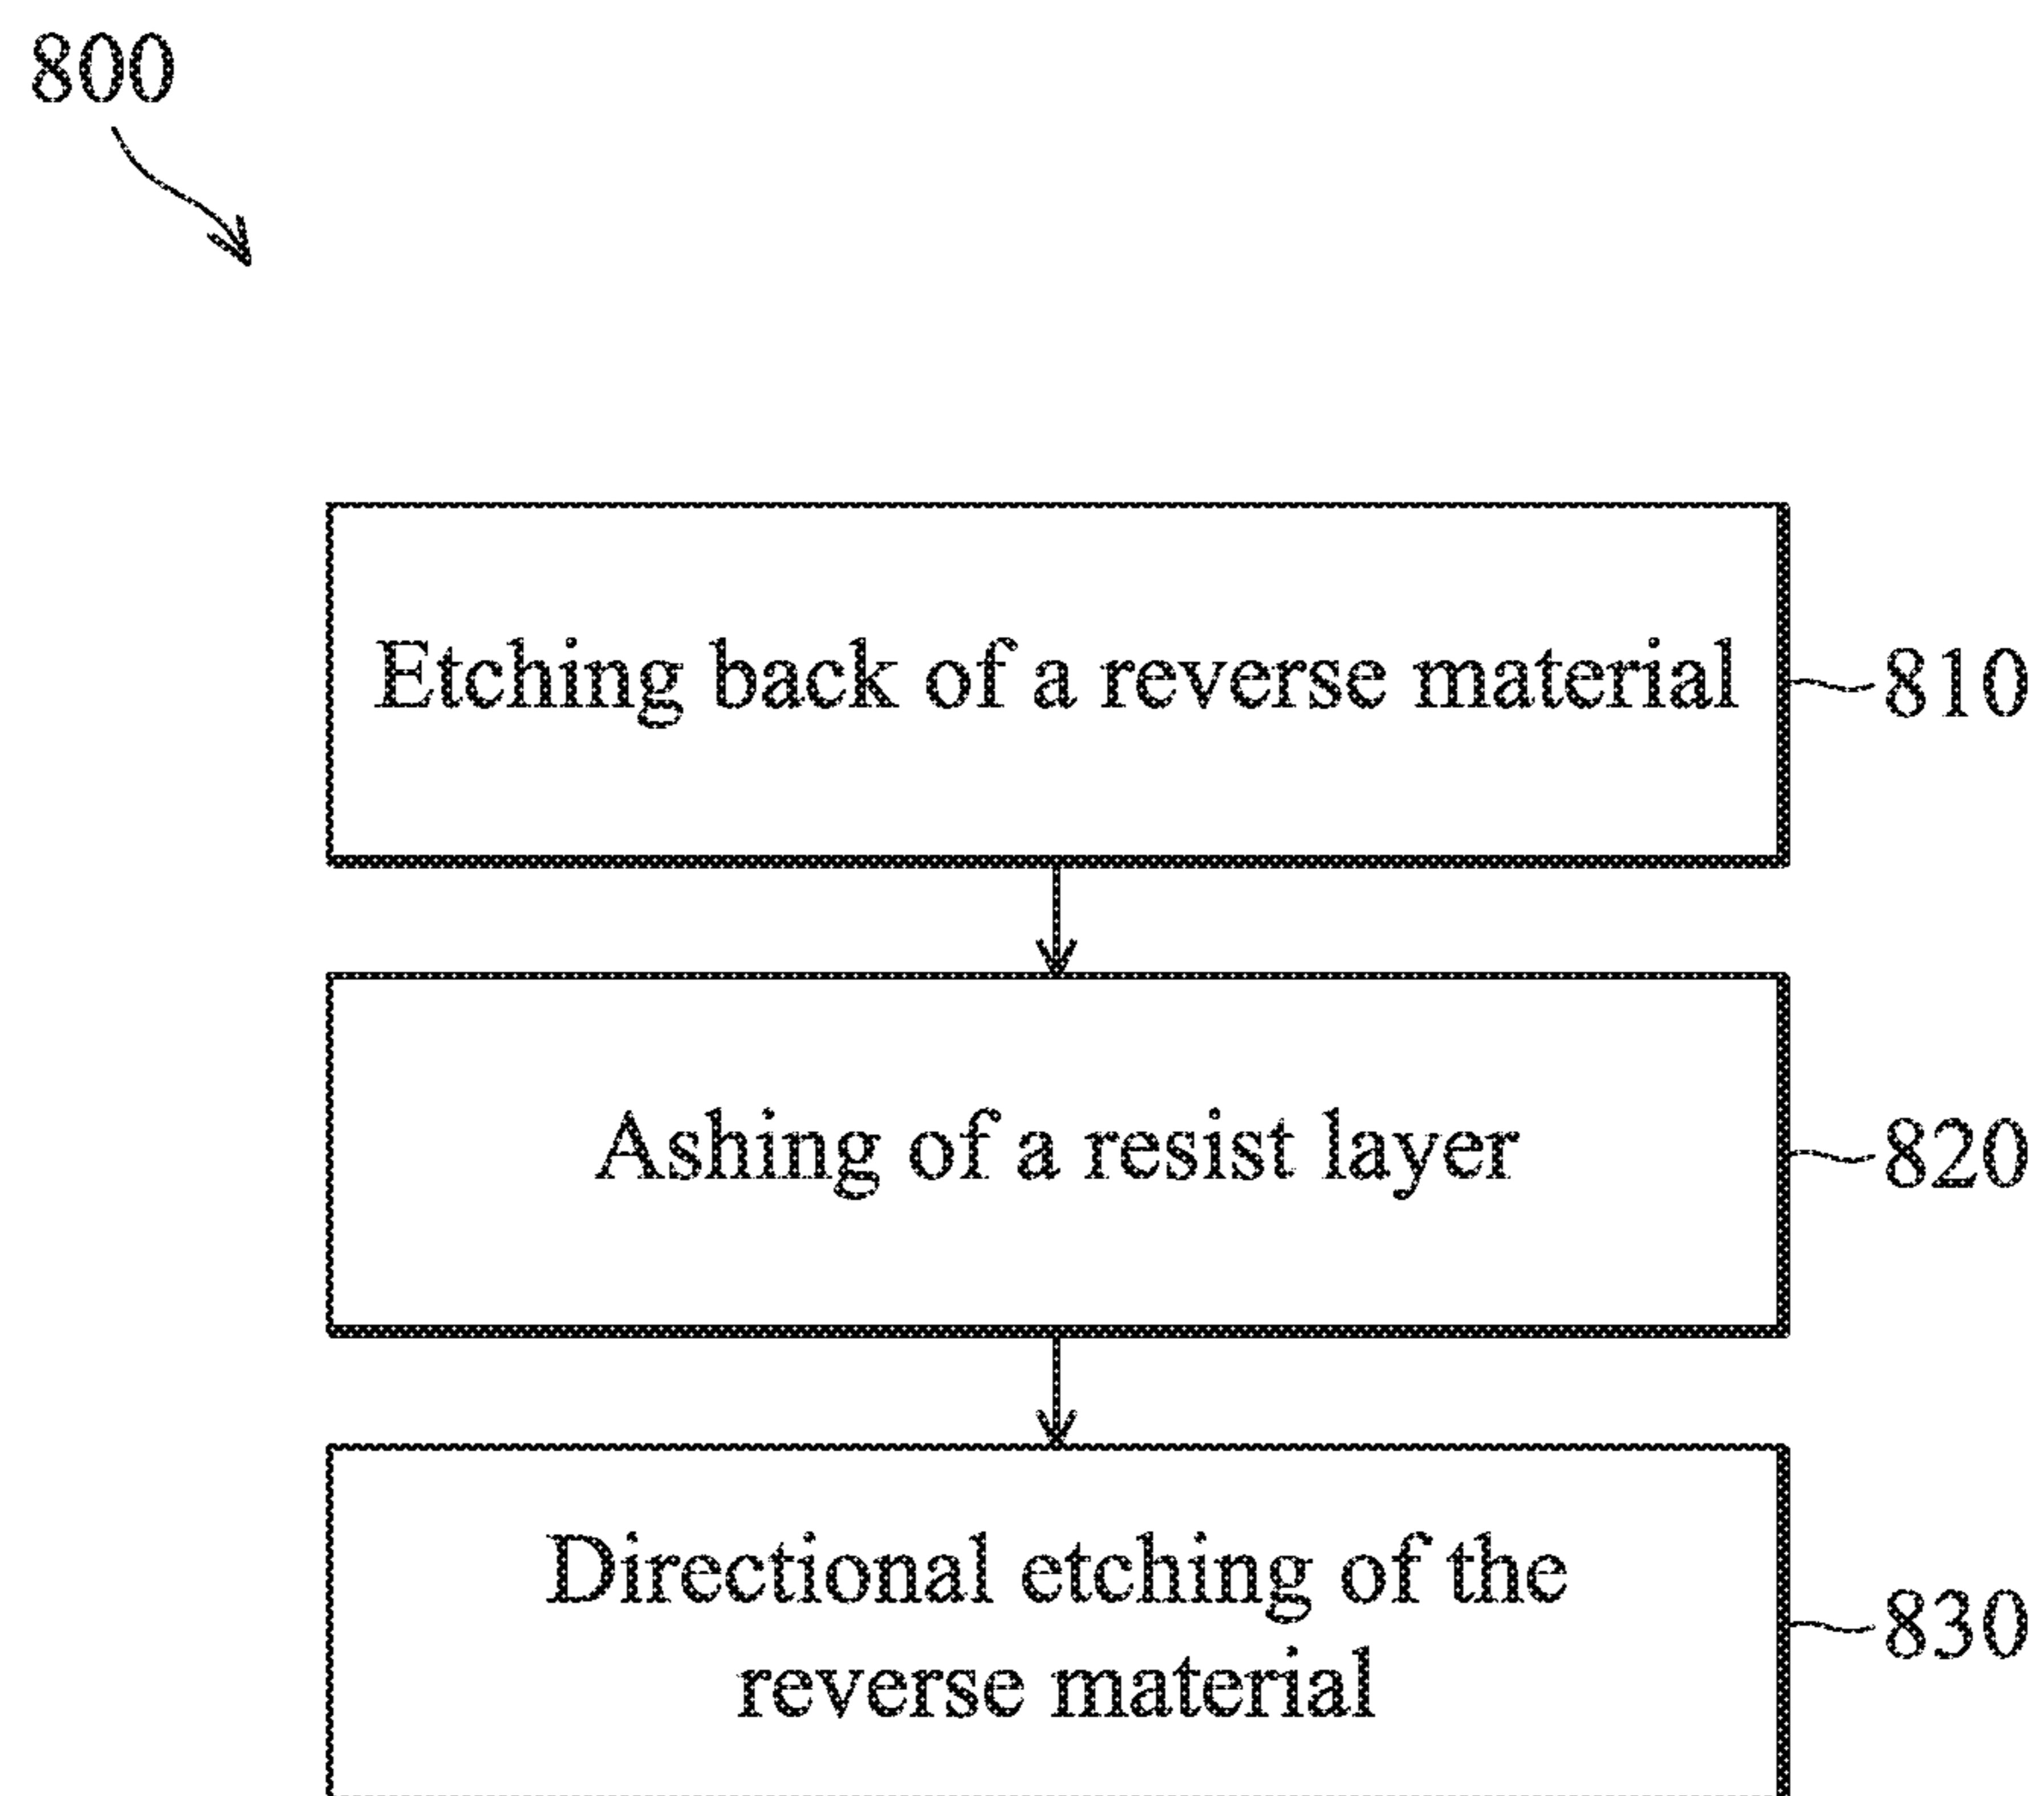 800
Etching back of a reverse material
810
Ashing of a resist layer
820
Directional etching of the
reverse material
830